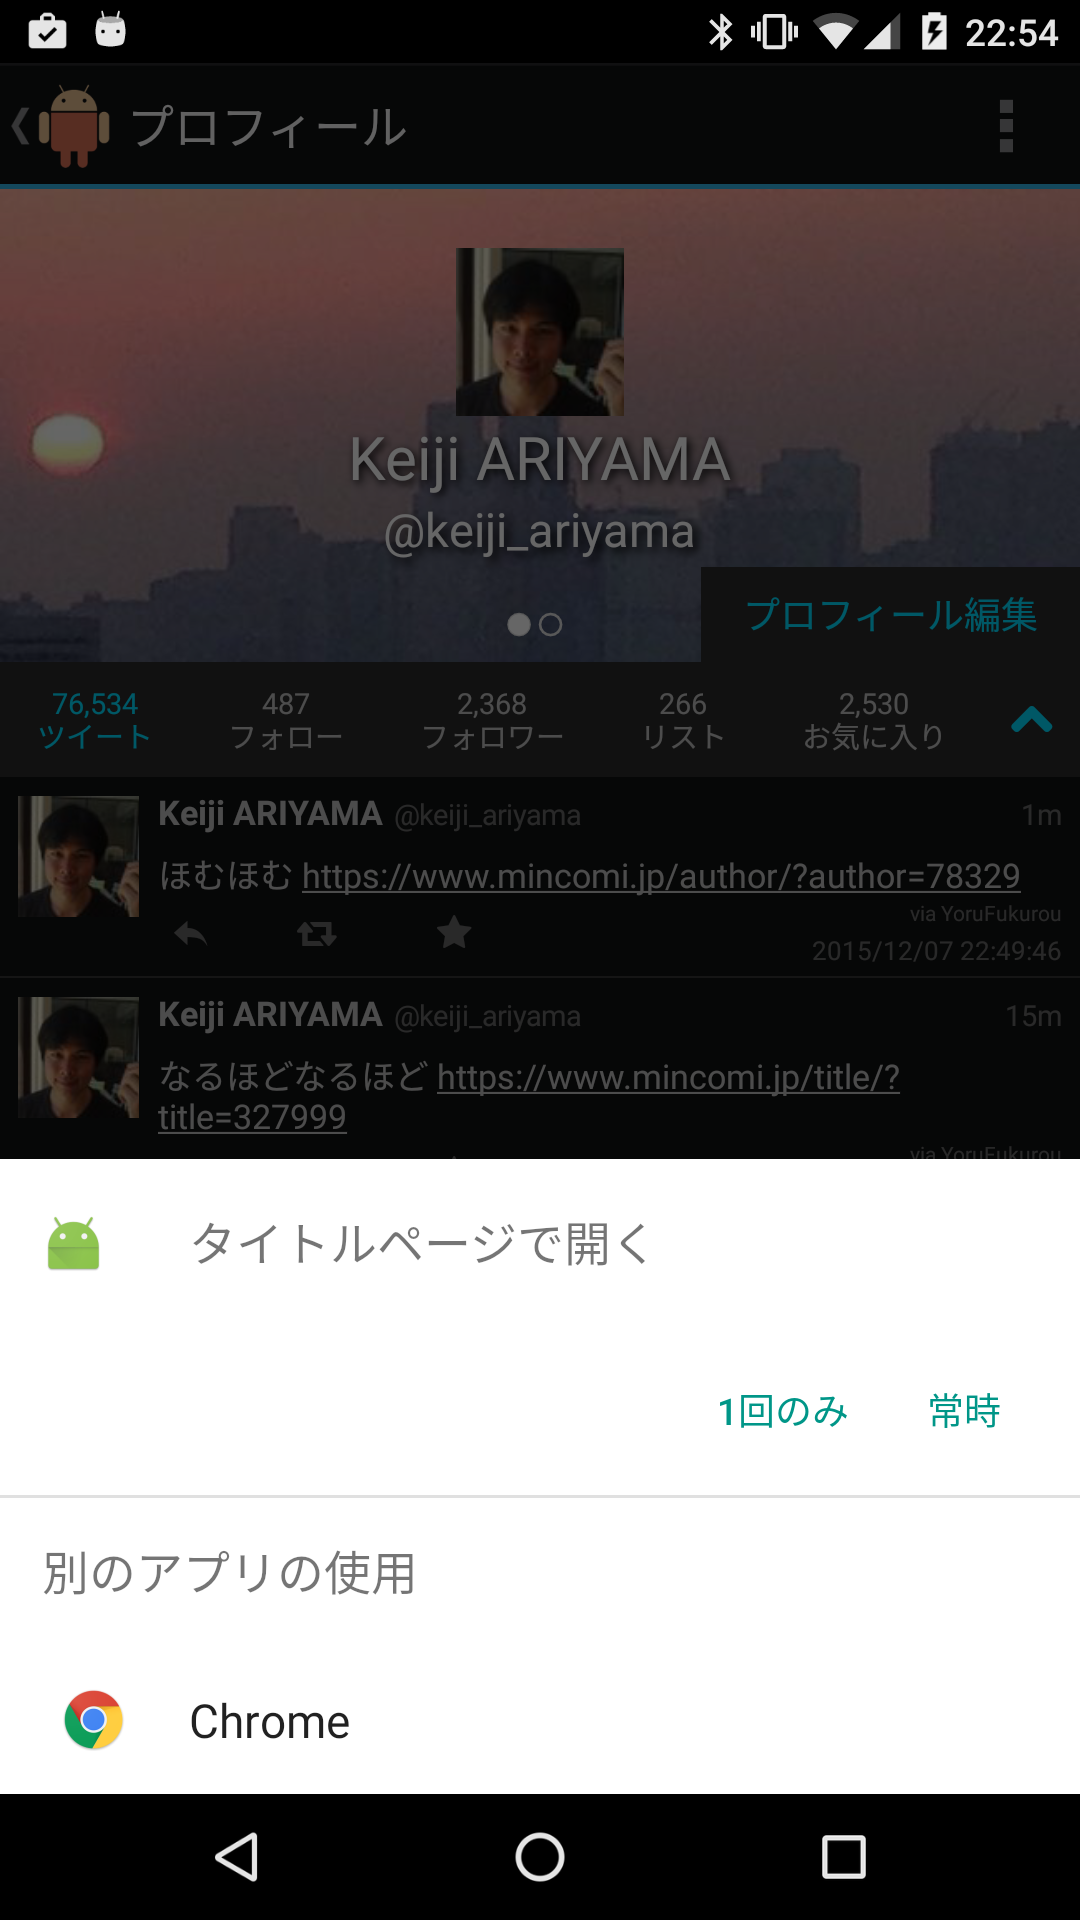 22:54
プロフィール
Keiji ARIYAMA
@keiji_ariyama
プロフィール編集
76,534 487 2,368 266 2,530
ツイート フォロー フォロワー リスト お気に入り
Keiji ARIYAMA @keiji_ariyama 1m
ほむほむ https://www.mincomi.jp/author/?author=78329
via YoruFukurou
2015/12/07 22:49:46
Keiji ARIYAMA @keiji_ariyama 15m
なるほどなるほど https://www.mincomi.jp/title/?
title=327999
via YoruFukurou
タイトルページで開く
1回のみ 常時
別のアプリの使用
Chrome